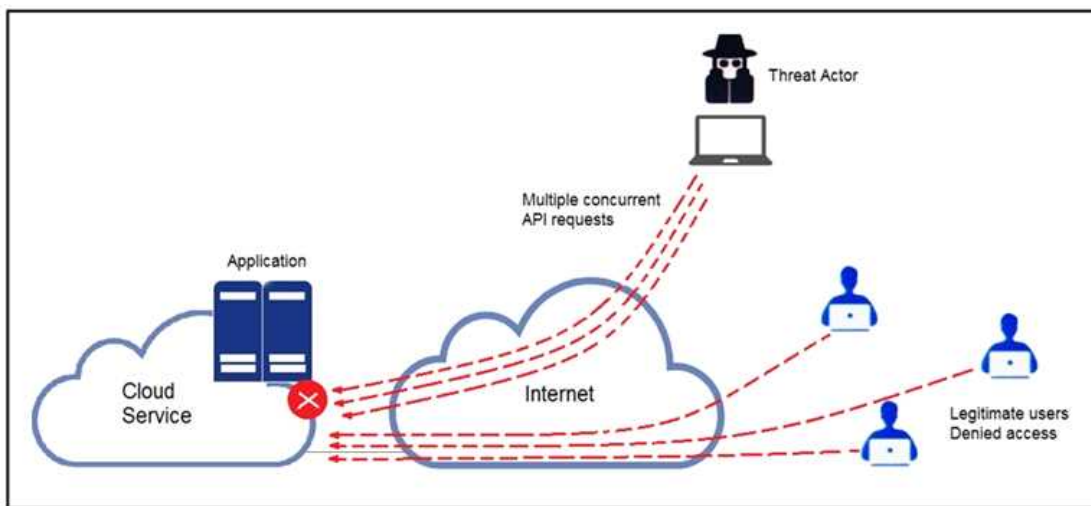 Threat Actor
Multiple concurrent
API requests
Application
Cloud
Service
Internet
Legitimate users
Denied access